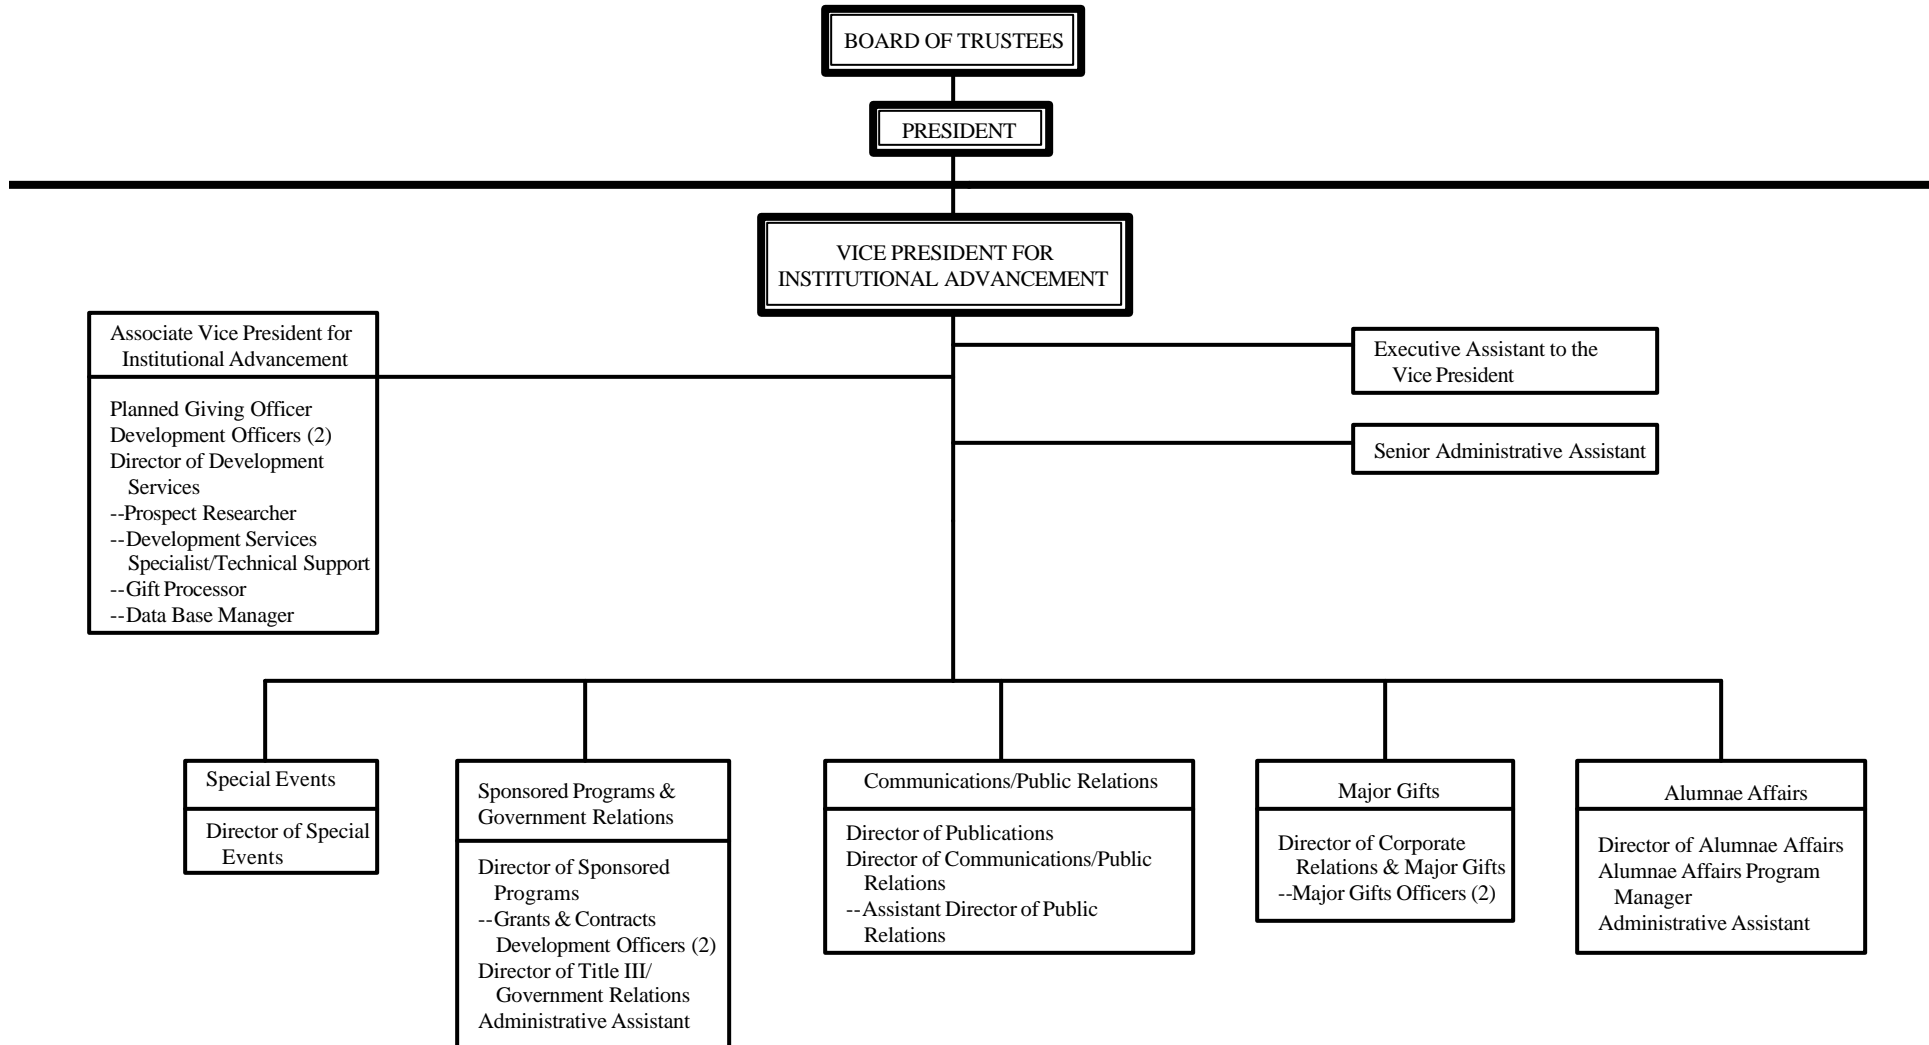 BOARD OF TRUSTEES
PRESIDENT
VICE PRESIDENT FOR
INSTITUTIONAL ADVANCEMENT
Associate Vice President for
Institutional Advancement
Planned Giving Officer
Development Officers (2)
Director of Development
Services
--Prospect Researcher
--Development Services
Specialist/Technical Support
--Gift Processor
--Data Base Manager
Executive Assistant to the
Vice President
Senior Administrative Assistant
Special Events
Director of Special
Events
Sponsored Programs &
Government Relations
Director of Sponsored
Programs
--Grants & Contracts
Development Officers (2)
Director of Title III/
Government Relations
Administrative Assistant
Communications/Public Relations
Director of Publications
Director of Communications/Public
Relations
--Assistant Director of Public
Relations
Major Gifts
Director of Corporate
Relations & Major Gifts
--Major Gifts Officers (2)
Alumnae Affairs
Director of Alumnae Affairs
Alumnae Affairs Program
Manager
Administrative Assistant